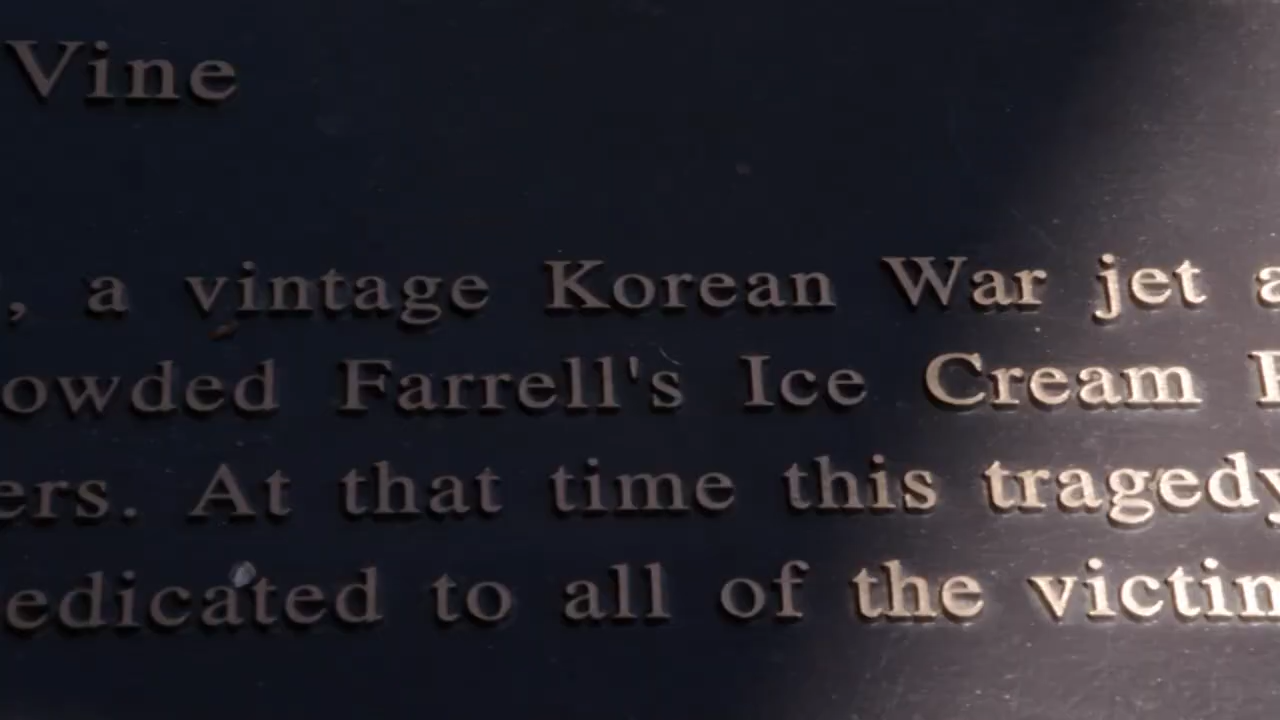 Vine
, a vintage Korean War jet a
owded Farrell's Ice Cream P
ers. At that time this tragedy
edicated to all of the victim